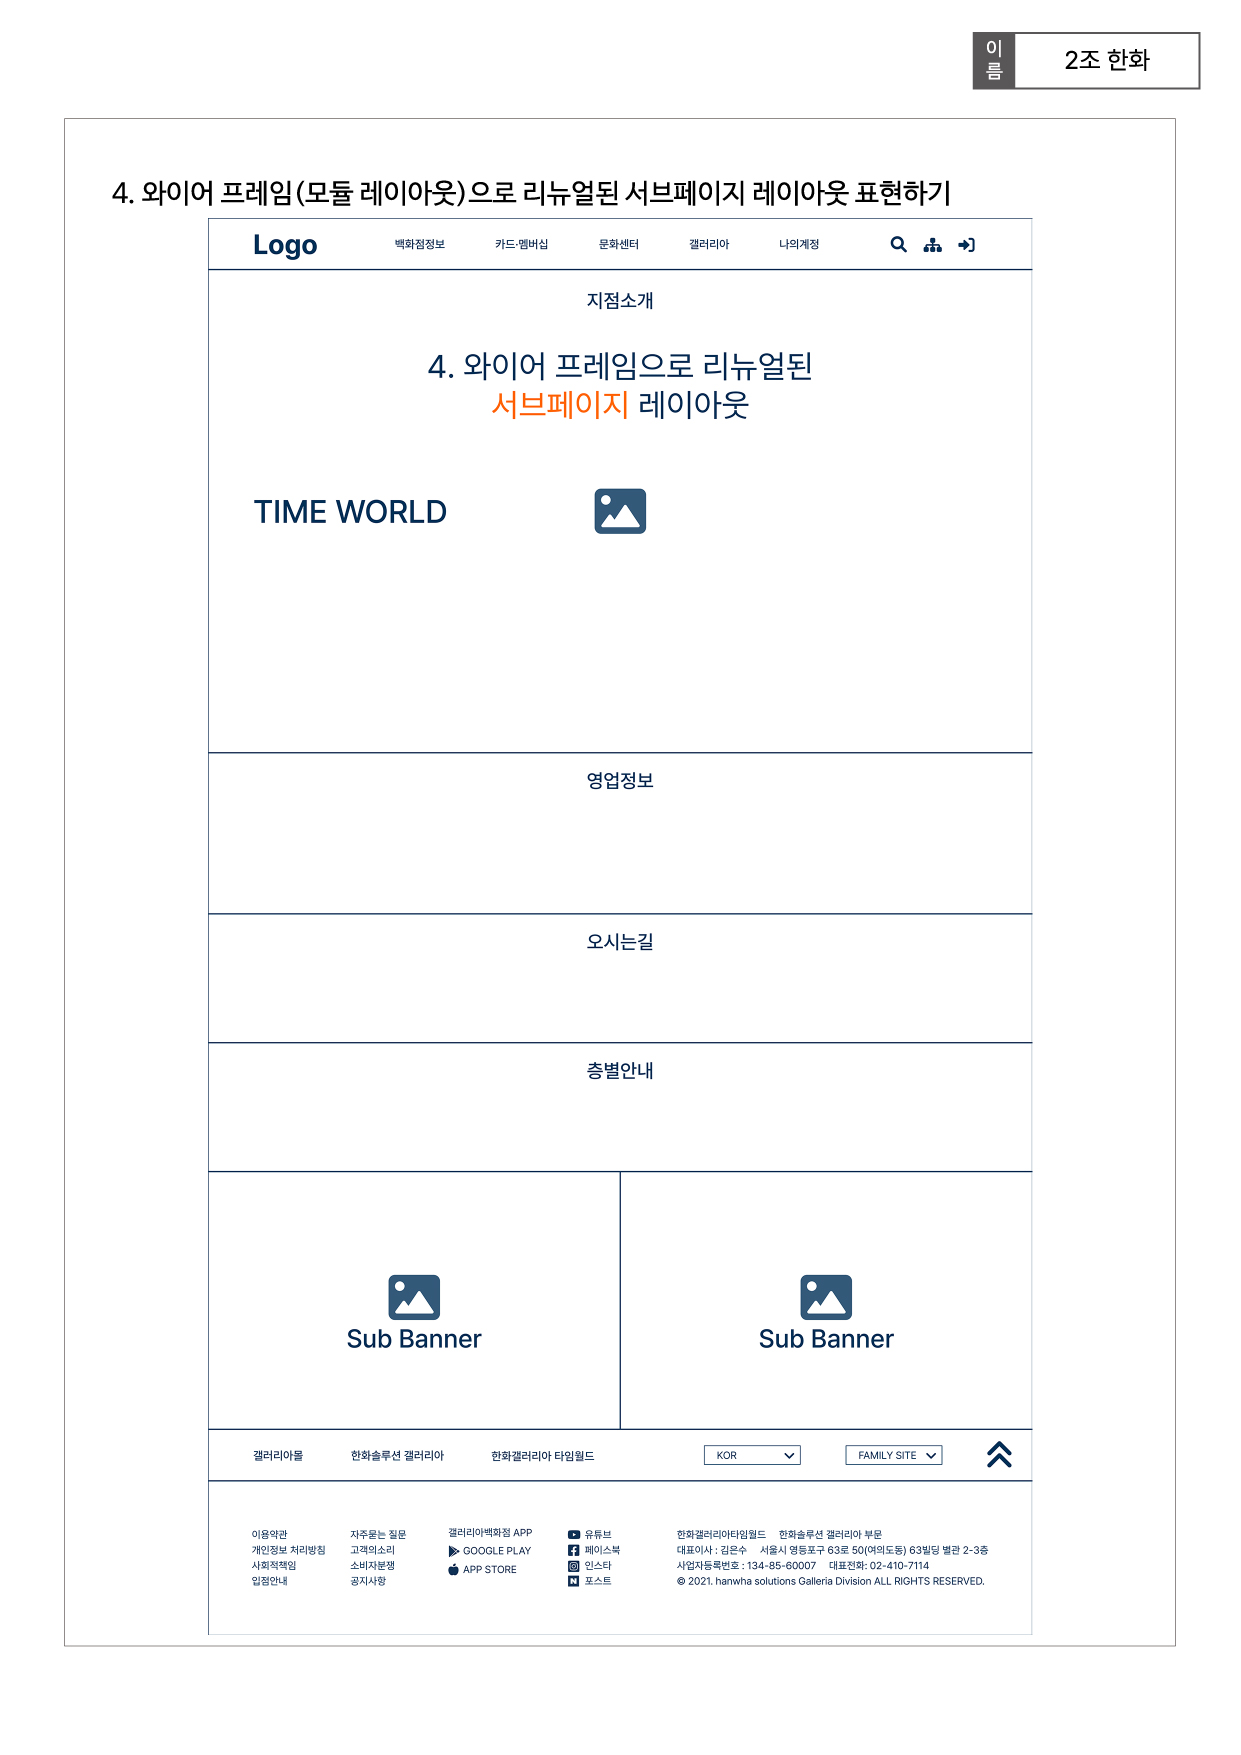 이름
2조 한화
4. 와이어 프레임(모듈 레이아웃)으로 리뉴얼된 서브페이지 레이아웃 표현하기
Logo 백화점정보 카드·멤버십 문화센터 갤러리아 나의계정
지점소개
4. 와이어 프레임으로 리뉴얼된
서브페이지 레이아웃
TIME WORLD
영업정보
오시는길
층별안내
Sub Banner Sub Banner
갤러리아몰 한화솔루션 갤러리아 한화갤러리아 타임월드 KOR FAMILY SITE
이용약관
개인정보 처리방침
사회적책임
입점안내
자주묻는 질문
고객의소리
소비자분쟁
공지사항
갤러리아백화점 APP
GOOGLE PLAY
APP STORE
유튜브
페이스북
인스타
포스트
한화갤러리아타임월드 한화솔루션 갤러리아 부문
대표이사 : 김은수 서울시 영등포구 63로 50(여의도동) 63빌딩 별관 2-3층
사업자등록번호 : 134-85-60007 대표전화: 02-410-7114
© 2021. hanwha solutions Galleria Division ALL RIGHTS RESERVED.